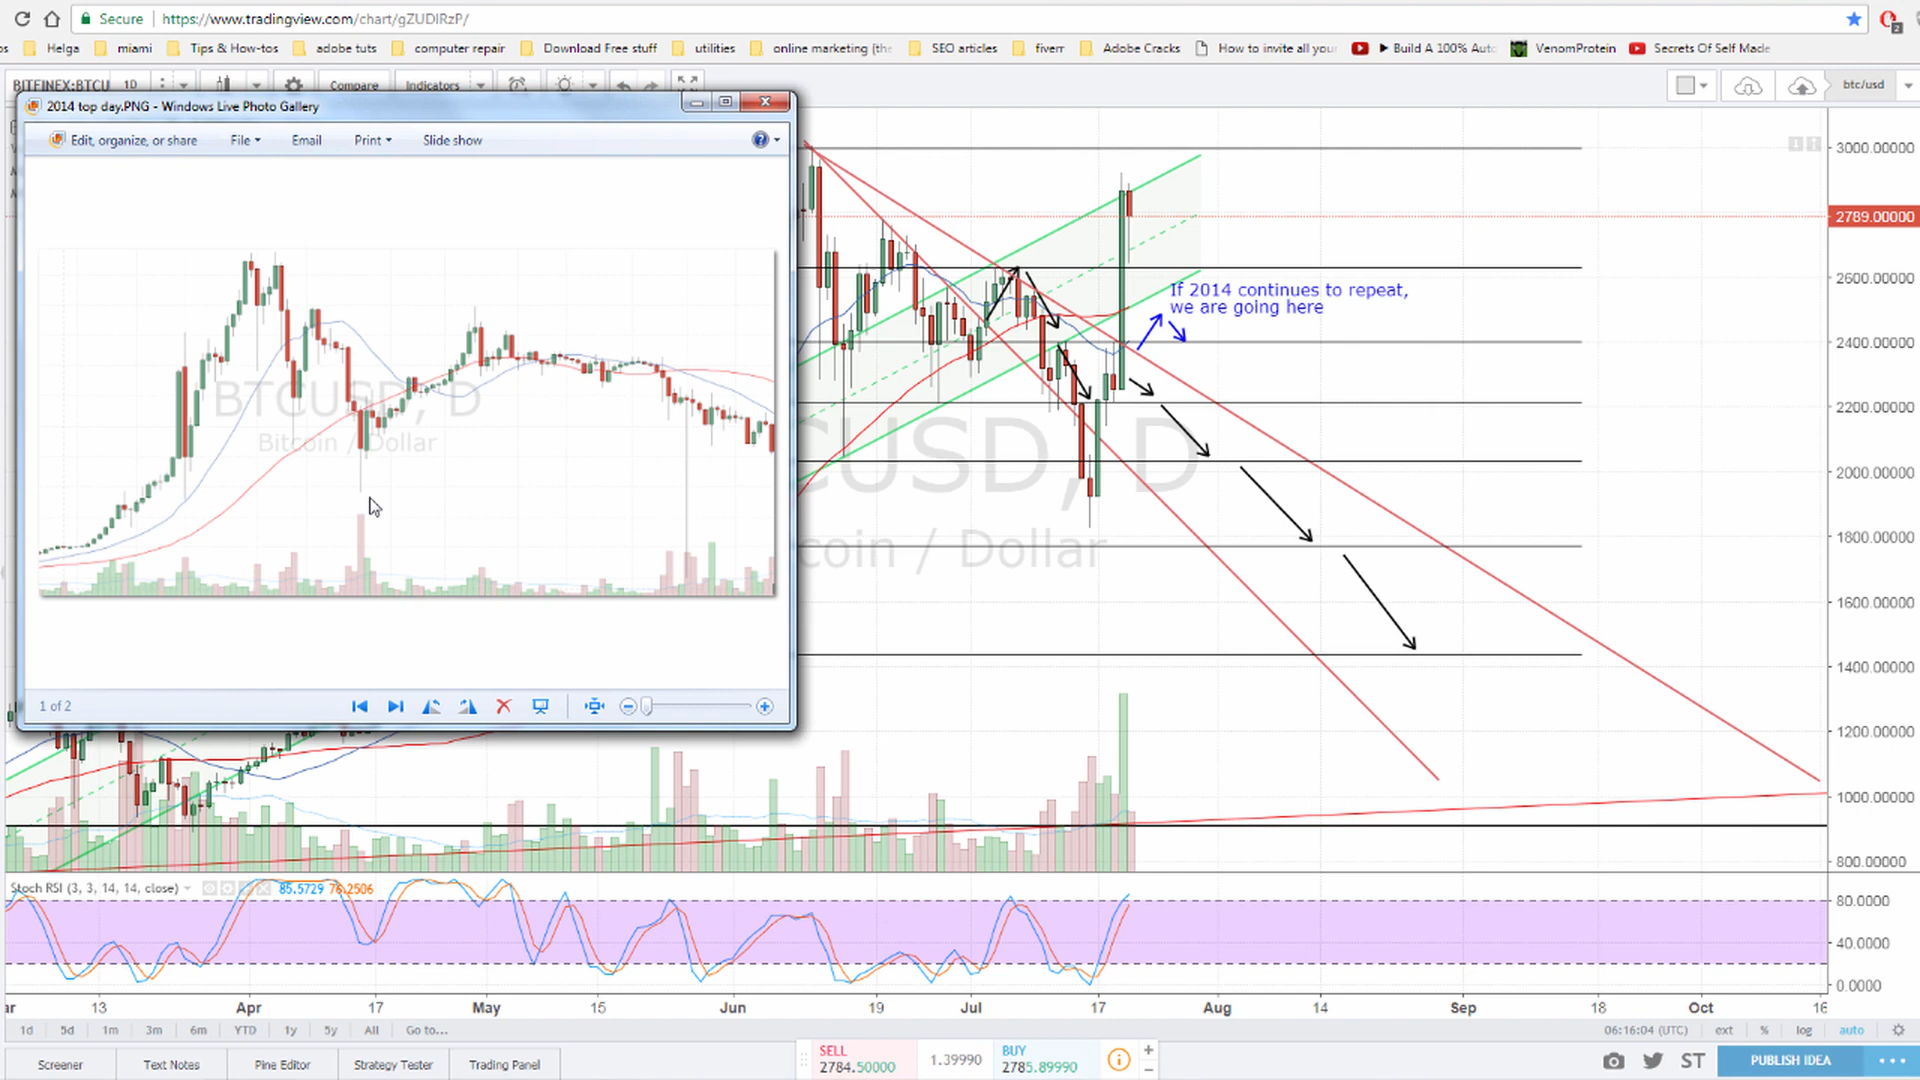 Secure
https://www.tradingview.com/chart/gZUDlRzP/
Helga
miami
Tips & How-tos
adobe tuts
computer repair
Download Free stuff
utilities
online marketing (the
SEO articles
fiverr
Adobe Cracks
How to invite all your
▶ Build A 100% Auto
VenomProtein
Secrets Of Self Made
BITFINEX:BTCU
1D
Compare
Indicators
btc/usd
2014 top day.PNG - Windows Live Photo Gallery
Edit, organize, or share
File
Email
Print
Slide show
BTCUSD, D
Bitcoin / Dollar
1 of 2
CUSD, D
coin / Dollar
If 2014 continues to repeat,
we are going here
3000.00000
2789.00000
2600.00000
2400.00000
2200.00000
2000.00000
1800.00000
1600.00000
1400.00000
1200.00000
1000.00000
800.00000
Stoch RSI (3, 3, 14, 14, close)
85.5729
76.2506
80.0000
40.0000
0.0000
ar
13
Apr
17
May
15
Jun
19
Jul
17
Aug
14
Sep
18
Oct
16
1d
5d
1m
3m
6m
YTD
1y
5y
All
Go to...
06:16:04 (UTC)
ext
%
log
auto
Screener
Text Notes
Pine Editor
Strategy Tester
Trading Panel
SELL
2784.50000
1.39990
BUY
2785.89990
ST
PUBLISH IDEA